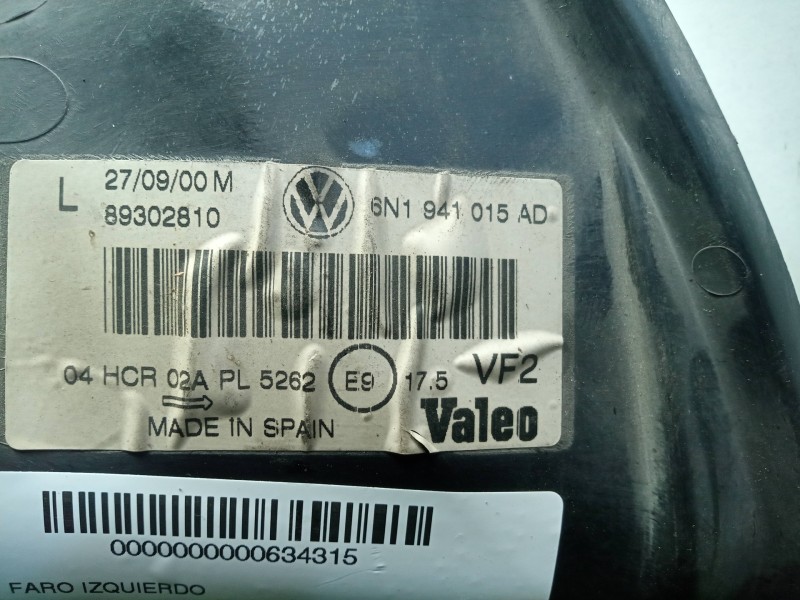 L 27/09/00 M
89302810
6N1 941 015 AD
04 HCR 02A PL 5262 E9 17.5 VF2
MADE IN SPAIN
Valeo
0000000000634315
FARO IZQUIERDO